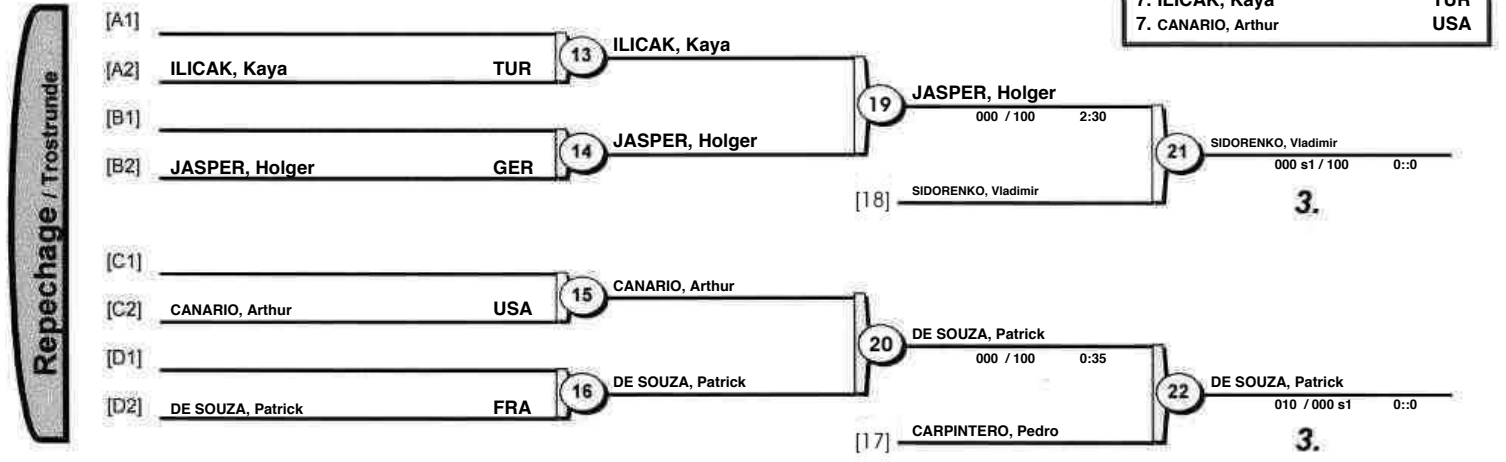 7. ILICAK, Kaya TUR
7. CANARIO, Arthur USA
Repechage / Trostrunde
[A1]
[A2] ILICAK, Kaya TUR
13 ILICAK, Kaya
[B1]
[B2] JASPER, Holger GER
14 JASPER, Holger
19 JASPER, Holger
000 / 100 2:30
[18] SIDORENKO, Vladimir
21 SIDORENKO, Vladimir
000 s1 / 100 0::0
3.
[C1]
[C2] CANARIO, Arthur USA
15 CANARIO, Arthur
[D1]
[D2] DE SOUZA, Patrick FRA
16 DE SOUZA, Patrick
20 DE SOUZA, Patrick
000 / 100 0:35
[17] CARPINTERO, Pedro
22 DE SOUZA, Patrick
010 / 000 s1 0::0
3.